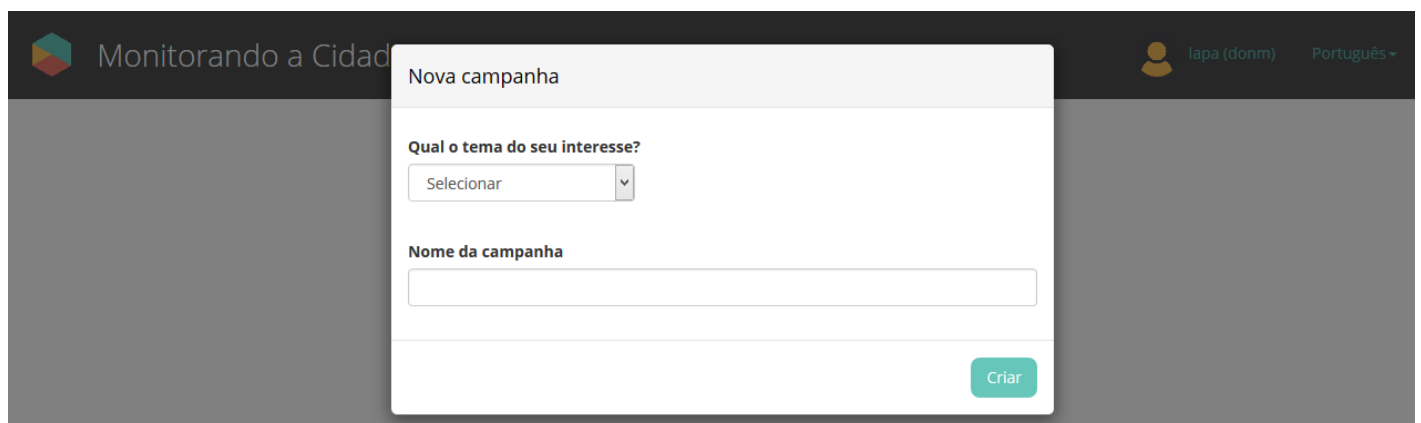 Monitorando a Cidad
lapa (donm)
Português
Nova campanha
Qual o tema do seu interesse?
Selecionar
Nome da campanha
Criar